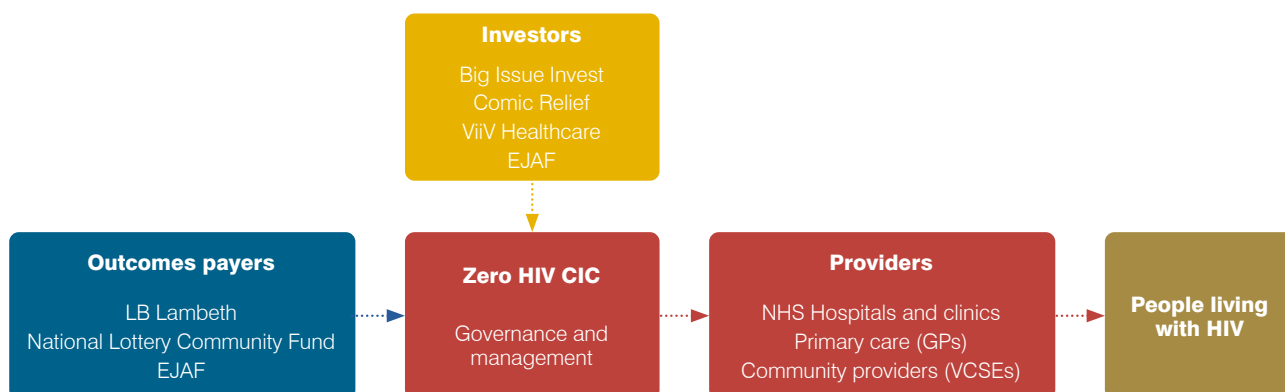 Investors
Big Issue Invest
Comic Relief
ViiV Healthcare
EJAF
Outcomes payers
LB Lambeth
National Lottery Community Fund
EJAF
Zero HIV CIC
Governance and
management
Providers
NHS Hospitals and clinics
Primary care (GPs)
Community providers (VCSEs)
People living
with HIV